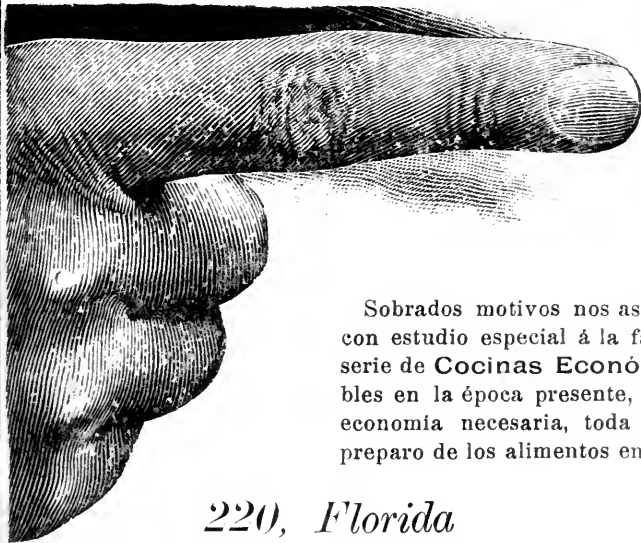 Sobrados motivos nos as
con estudio especial á la fa
serie de Cocinas Econó
bles en la época presente,
economía necesaria, toda
preparo de los alimentos en
220, Florida